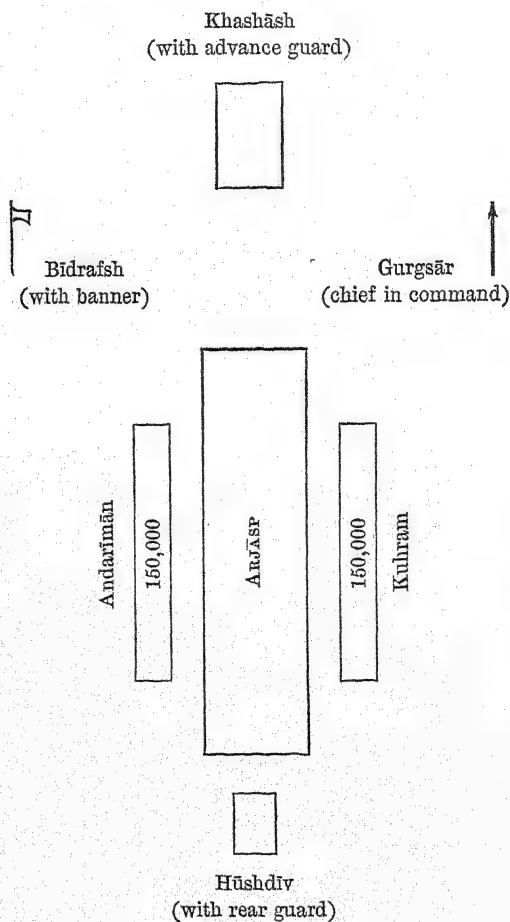 Khashāsh
(with advance guard)
Bīdrafsh
(with banner)
Gurgsār
(chief in command)
Andarīmān
150,000
ARJĀSP
150,000
Kuhram
Hūshdīv
(with rear guard)